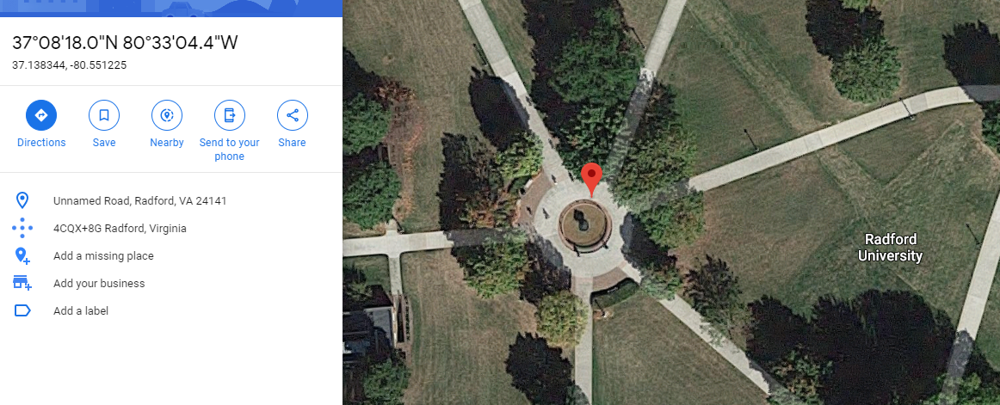 37°08'18.0"N 80°33'04.4"W
37.138344, -80.551225
Directions
Save
Nearby
Send to your
phone
Share
Unnamed Road, Radford, VA 24141
4CQX+8G Radford, Virginia
Add a missing place
Add your business
Add a label
Radford
University